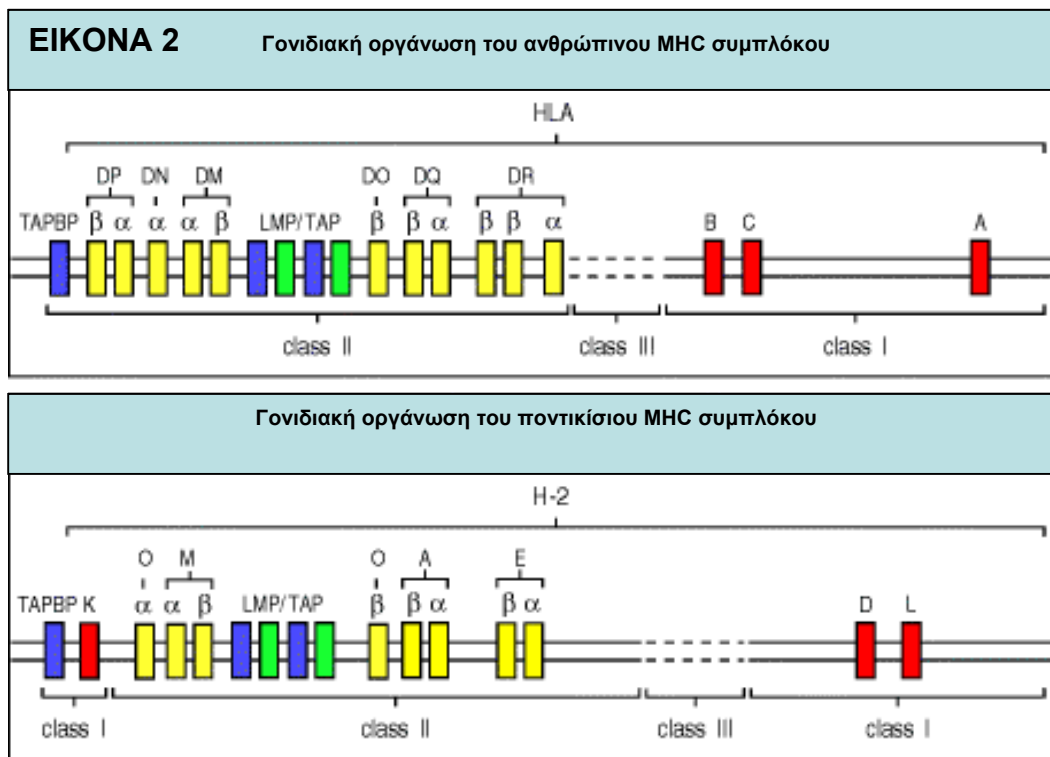 ΕΙΚΟΝΑ 2 Γονιδιακή οργάνωση του ανθρώπινου MHC συμπλόκου
HLA
DP DN DM DO DQ DR
TAPBP β α α α β LMP/TAP β β α β β α B C A
class II class III class I
Γονιδιακή οργάνωση του ποντικίσιου MHC συμπλόκου
H-2
O M O A E
TAPBP K α α β LMP/TAP β β α β α D L
class I class II class III class I